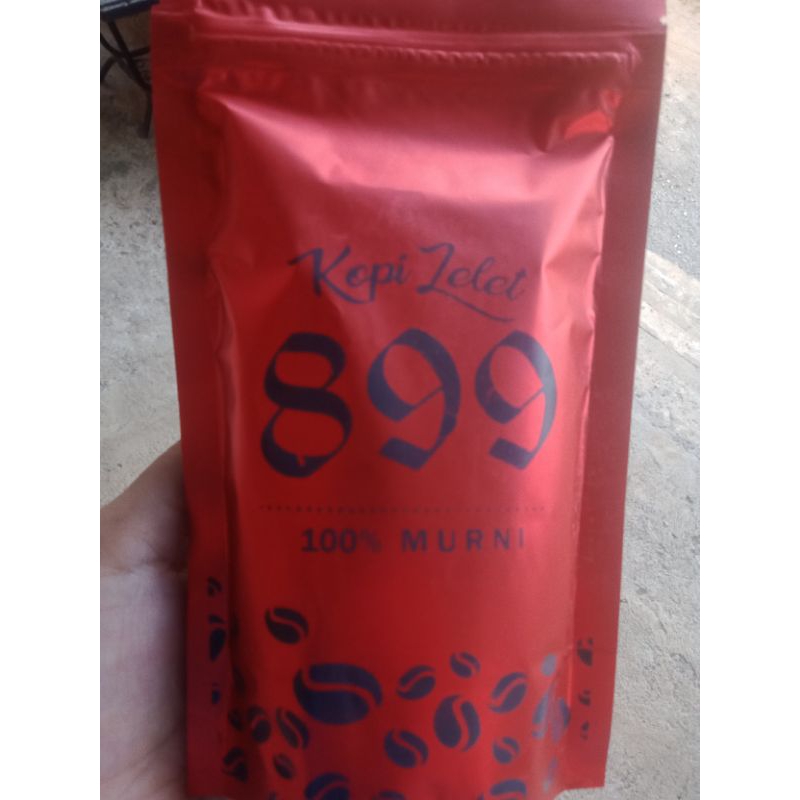 Kopi Lelet
899
100% MURNI